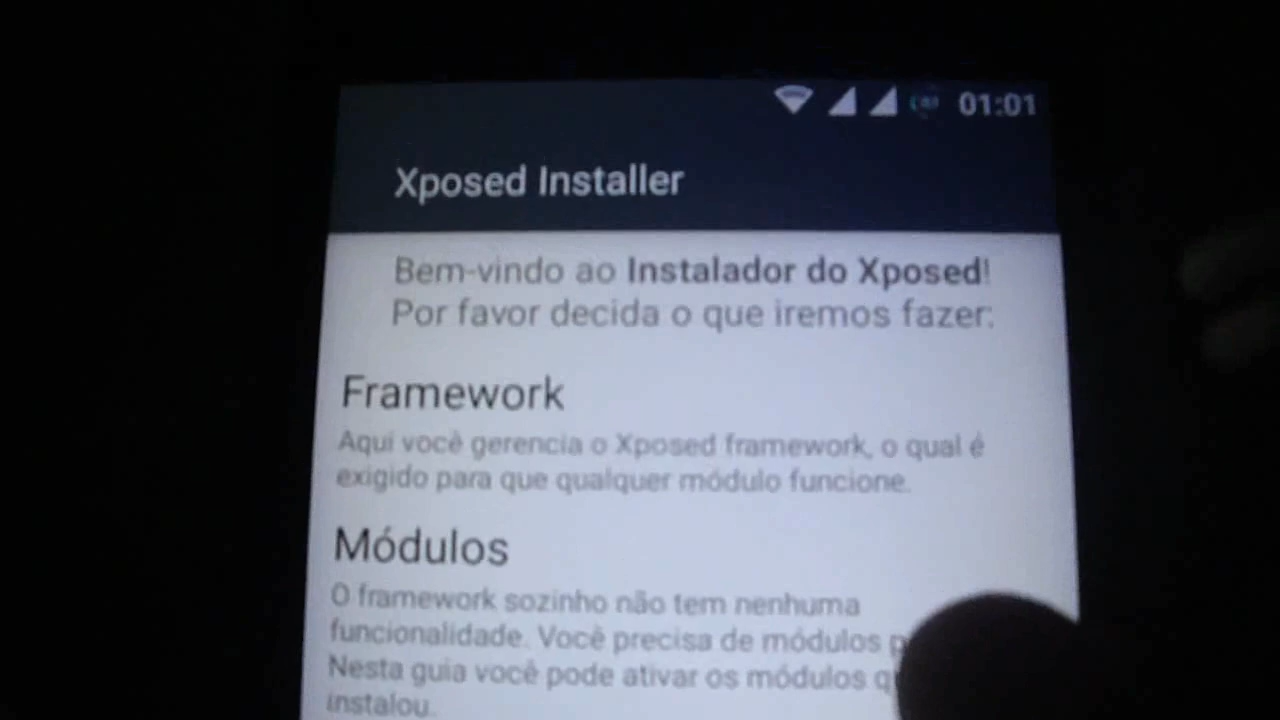 01:01
Xposed Installer
Bem-vindo ao Instalador do Xposed!
Por favor decida o que iremos fazer:
Framework
Aqui você gerencia o Xposed framework, o qual é
exigido para que qualquer módulo funcione.
Módulos
O framework sozinho não tem nenhuma
funcionalidade. Você precisa de módulos
Nesta guia você pode ativar os módulos
instalou.